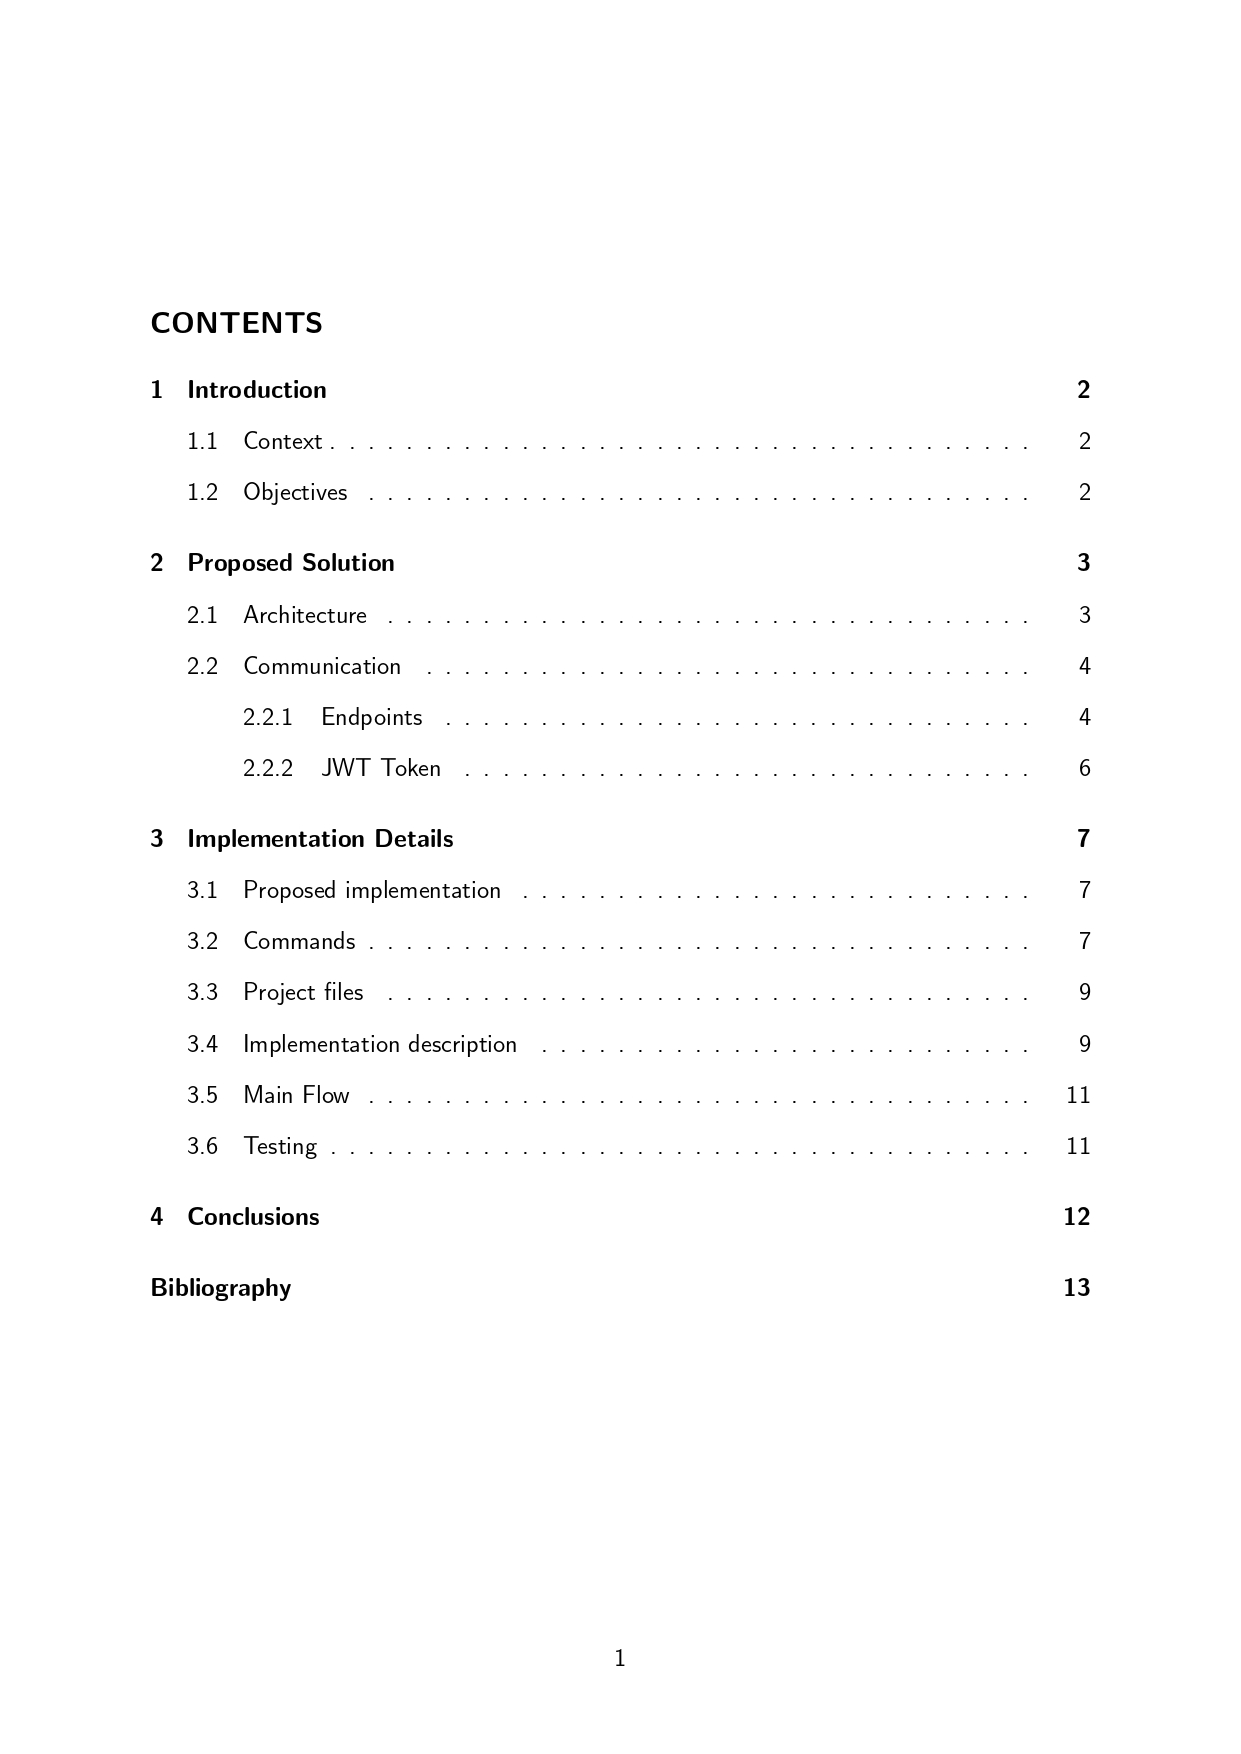 CONTENTS
1 Introduction 2
1.1 Context . . . . . . . . . . . . . . . . . . . . . . . . . . . . . . . . . . . . . 2
1.2 Objectives . . . . . . . . . . . . . . . . . . . . . . . . . . . . . . . . . . . 2
2 Proposed Solution 3
2.1 Architecture . . . . . . . . . . . . . . . . . . . . . . . . . . . . . . . . . . 3
2.2 Communication . . . . . . . . . . . . . . . . . . . . . . . . . . . . . . . . 4
2.2.1 Endpoints . . . . . . . . . . . . . . . . . . . . . . . . . . . . . . . 4
2.2.2 JWT Token . . . . . . . . . . . . . . . . . . . . . . . . . . . . . . 6
3 Implementation Details 7
3.1 Proposed implementation . . . . . . . . . . . . . . . . . . . . . . . . . . . 7
3.2 Commands . . . . . . . . . . . . . . . . . . . . . . . . . . . . . . . . . . . 7
3.3 Project files . . . . . . . . . . . . . . . . . . . . . . . . . . . . . . . . . . 9
3.4 Implementation description . . . . . . . . . . . . . . . . . . . . . . . . . . 9
3.5 Main Flow . . . . . . . . . . . . . . . . . . . . . . . . . . . . . . . . . . . 11
3.6 Testing . . . . . . . . . . . . . . . . . . . . . . . . . . . . . . . . . . . . . 11
4 Conclusions 12
Bibliography 13
1